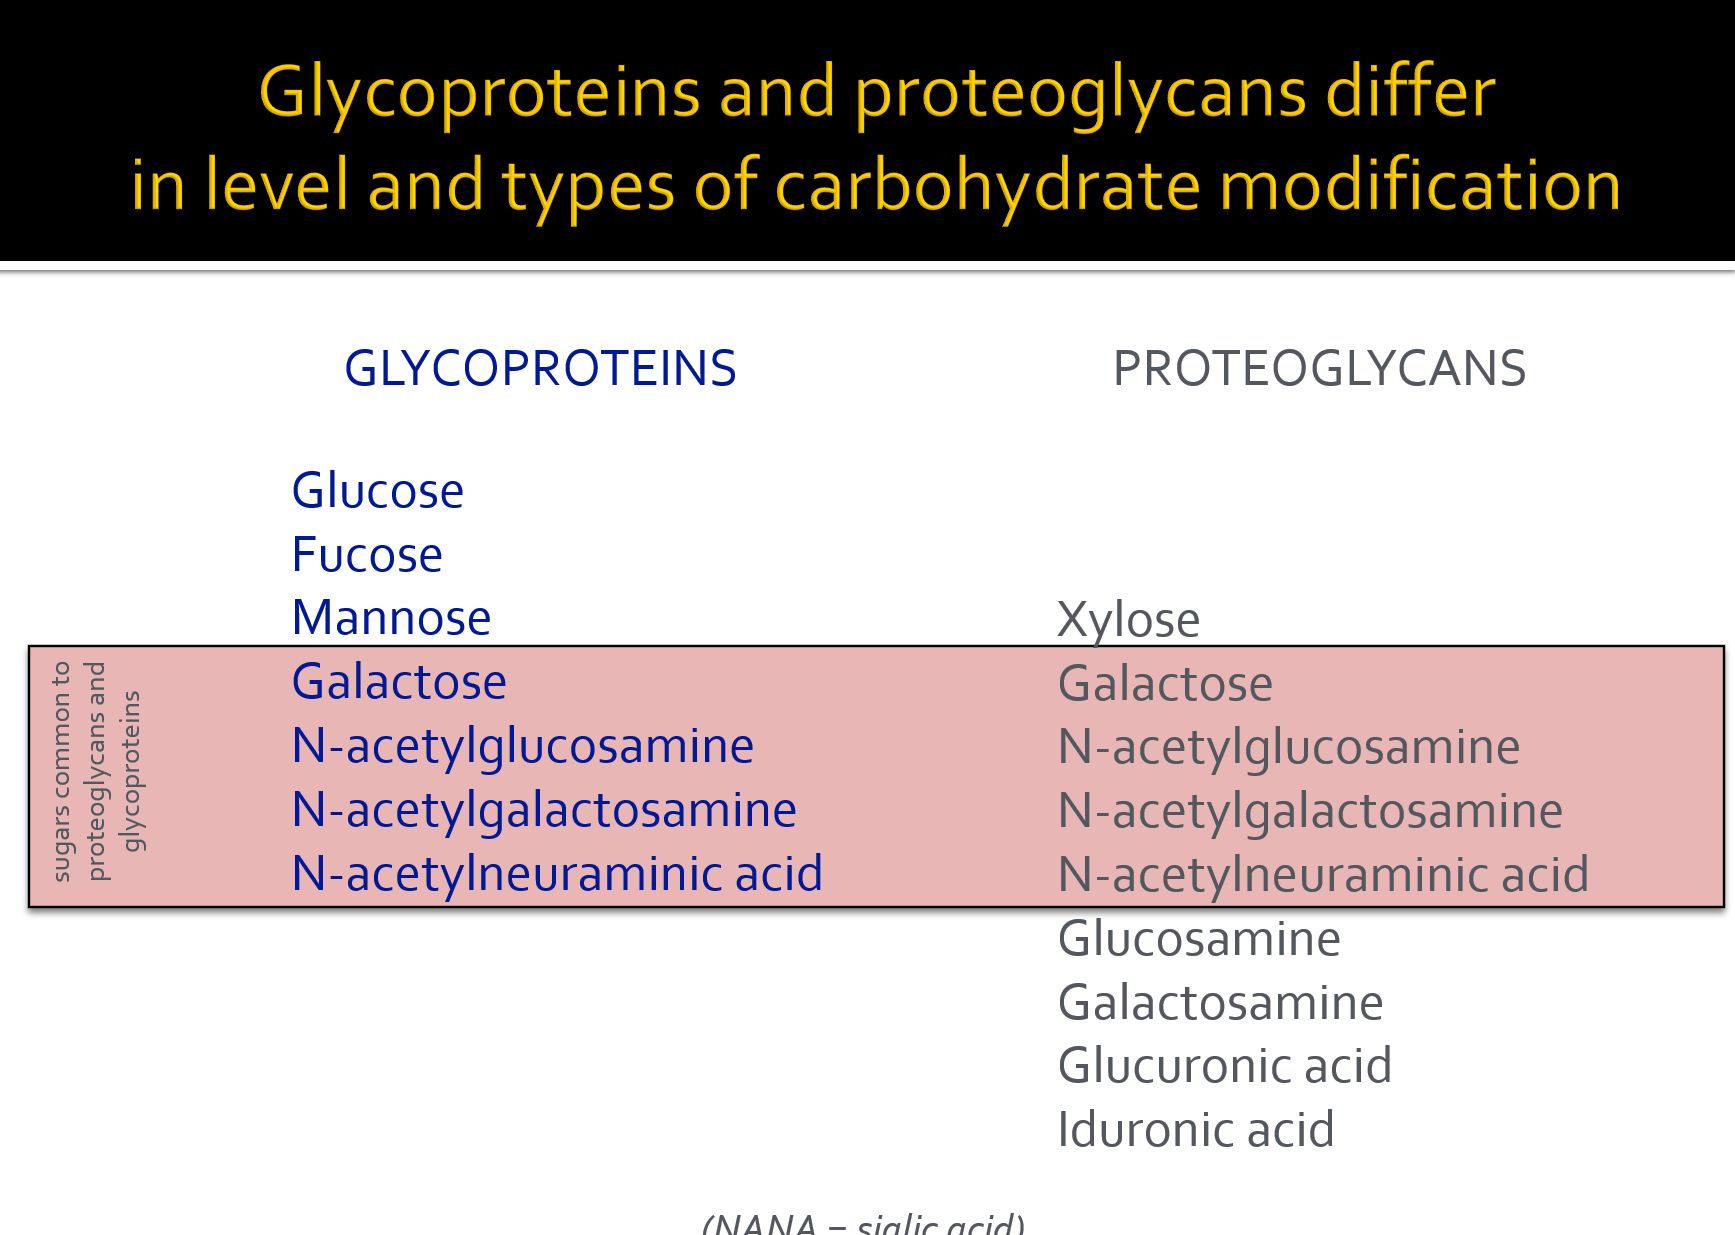 Glycoproteins and proteoglycans differ
in level and types of carbohydrate modification
GLYCOPROTEINS
Glucose
Fucose
Mannose
Galactose
N-acetylglucosamine
N-acetylgalactosamine
N-acetylneuraminic acid
PROTEOGLYCANS
Xylose
Galactose
N-acetylglucosamine
N-acetylgalactosamine
N-acetylneuraminic acid
Glucosamine
Galactosamine
Glucuronic acid
Iduronic acid
sugars common to
proteoglycans and
glycoproteins
(NANA = sialic acid)